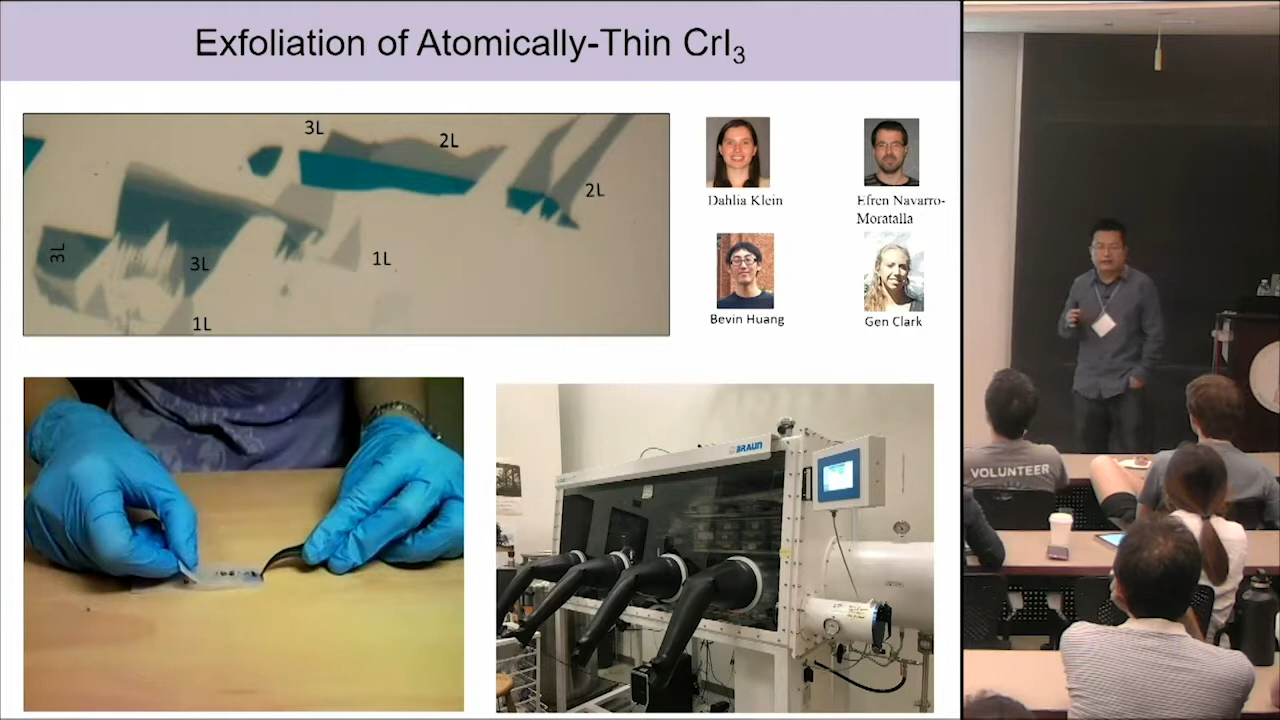 Exfoliation of Atomically-Thin CrI₃
3L
2L
2L
3L
3L
1L
1L
Dahlia Klein
Efren Navarro-
Moratalla
Bevin Huang
Gen Clark
BRAUN
VOLUNTEER